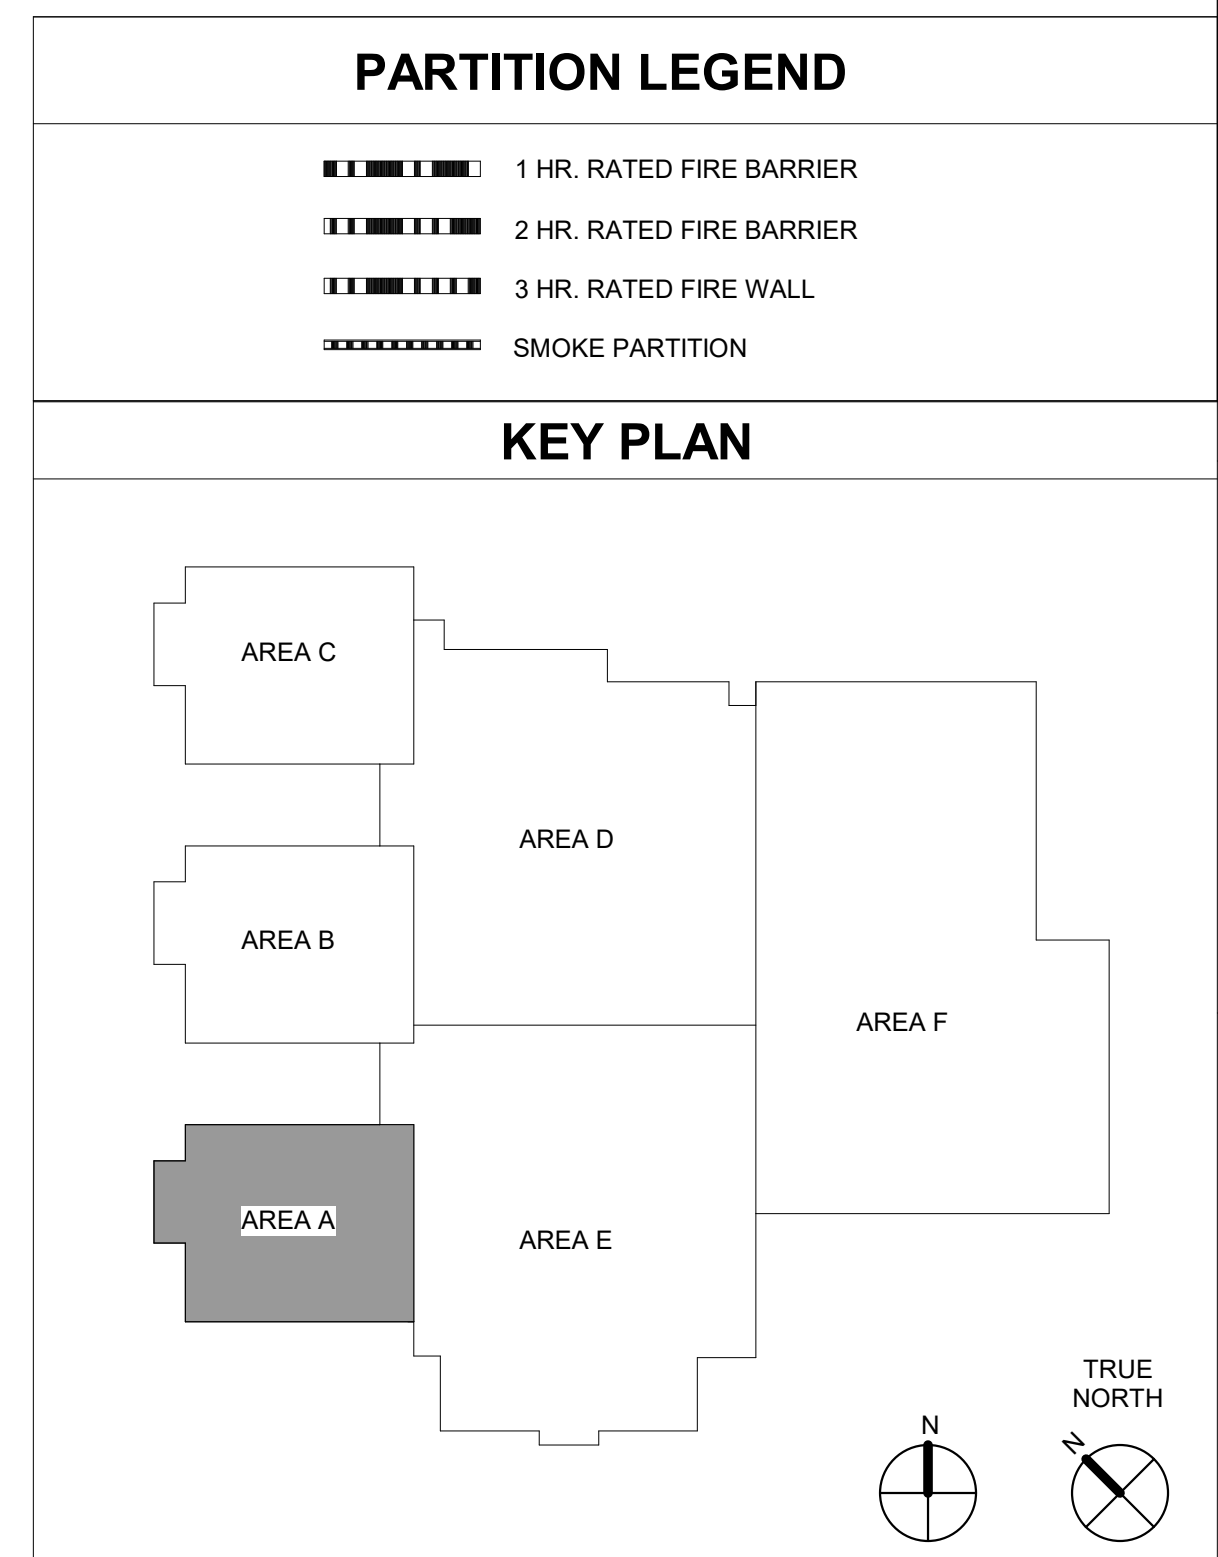 PARTITION LEGEND
1 HR. RATED FIRE BARRIER
2 HR. RATED FIRE BARRIER
3 HR. RATED FIRE WALL
SMOKE PARTITION
KEY PLAN
AREA C
AREA D
AREA B
AREA F
AREA A
AREA E
TRUE
NORTH
N
N